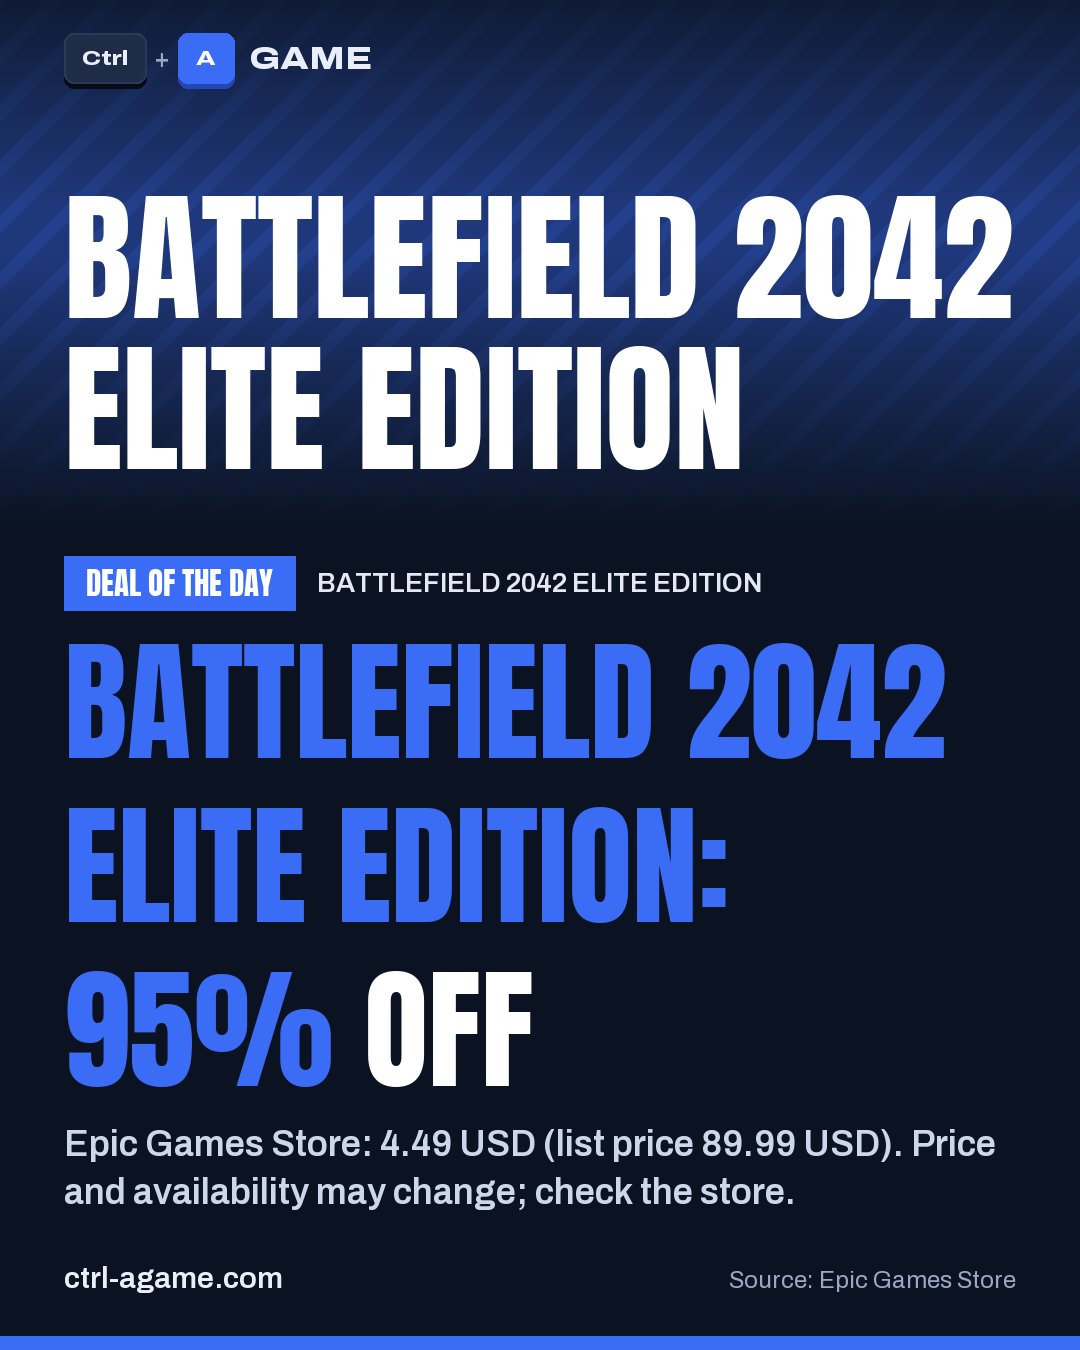 Ctrl + A GAME
BATTLEFIELD 2042
ELITE EDITION
DEAL OF THE DAY BATTLEFIELD 2042 ELITE EDITION
BATTLEFIELD 2042
ELITE EDITION:
95% OFF
Epic Games Store: 4.49 USD (list price 89.99 USD). Price
and availability may change; check the store.
ctrl-agame.com Source: Epic Games Store